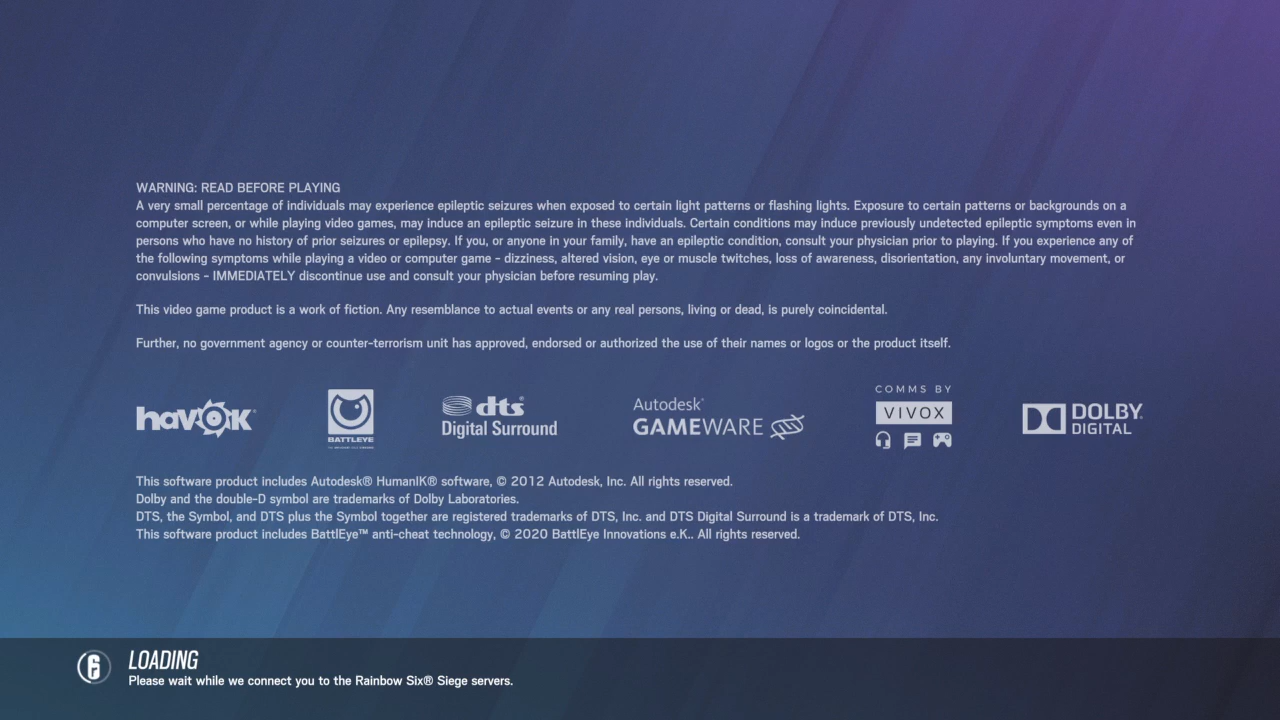 WARNING: READ BEFORE PLAYING
A very small percentage of individuals may experience epileptic seizures when exposed to certain light patterns or flashing lights. Exposure to certain patterns or backgrounds on a
computer screen, or while playing video games, may induce an epileptic seizure in these individuals. Certain conditions may induce previously undetected epileptic symptoms even in
persons who have no history of prior seizures or epilepsy. If you, or anyone in your family, have an epileptic condition, consult your physician prior to playing. If you experience any of
the following symptoms while playing a video or computer game - dizziness, altered vision, eye or muscle twitches, loss of awareness, disorientation, any involuntary movement, or
convulsions - IMMEDIATELY discontinue use and consult your physician before resuming play.
This video game product is a work of fiction. Any resemblance to actual events or any real persons, living or dead, is purely coincidental.
Further, no government agency or counter-terrorism unit has approved, endorsed or authorized the use of their names or logos or the product itself.
havok®
BATTLEYE
dts®
Digital Surround
Autodesk®
GAMEWARE
COMMS BY
VIVOX
DOLBY®
DIGITAL
This software product includes Autodesk® HumanIK® software, © 2012 Autodesk, Inc. All rights reserved.
Dolby and the double-D symbol are trademarks of Dolby Laboratories.
DTS, the Symbol, and DTS plus the Symbol together are registered trademarks of DTS, Inc. and DTS Digital Surround is a trademark of DTS, Inc.
This software product includes BattlEye™ anti-cheat technology, © 2020 BattlEye Innovations e.K.. All rights reserved.
6
LOADING
Please wait while we connect you to the Rainbow Six® Siege servers.